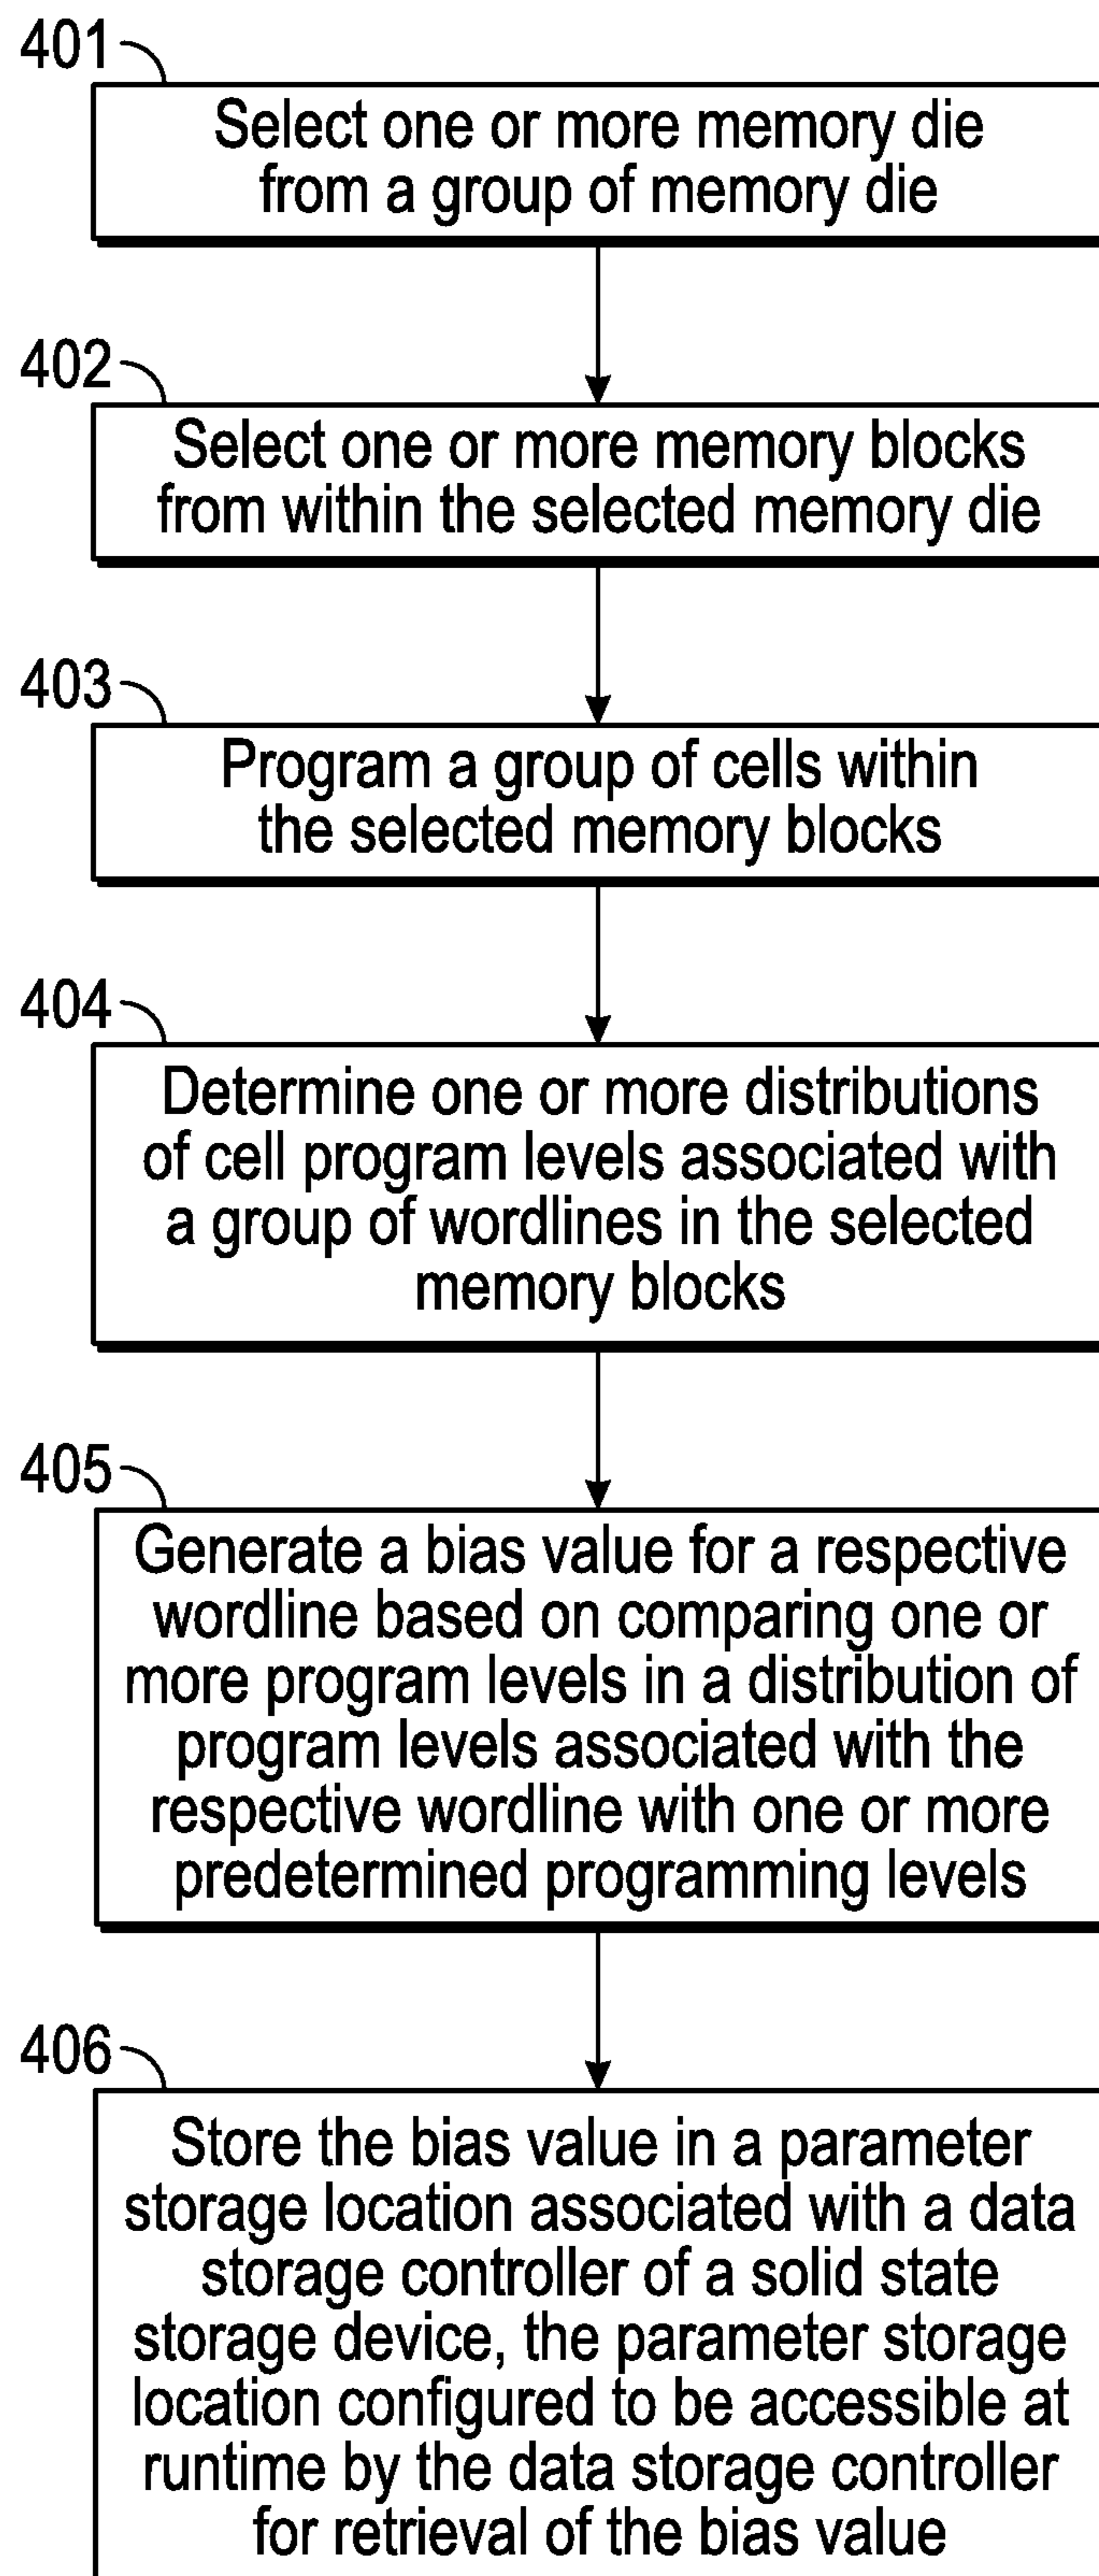 401
Select one or more memory die
from a group of memory die
402
Select one or more memory blocks
from within the selected memory die
403
Program a group of cells within
the selected memory blocks
404
Determine one or more distributions
of cell program levels associated with
a group of wordlines in the selected
memory blocks
405
Generate a bias value for a respective
wordline based on comparing one or
more program levels in a distribution of
program levels associated with the
respective wordline with one or more
predetermined programming levels
406
Store the bias value in a parameter
storage location associated with a data
storage controller of a solid state
storage device, the parameter storage
location configured to be accessible at
runtime by the data storage controller
for retrieval of the bias value